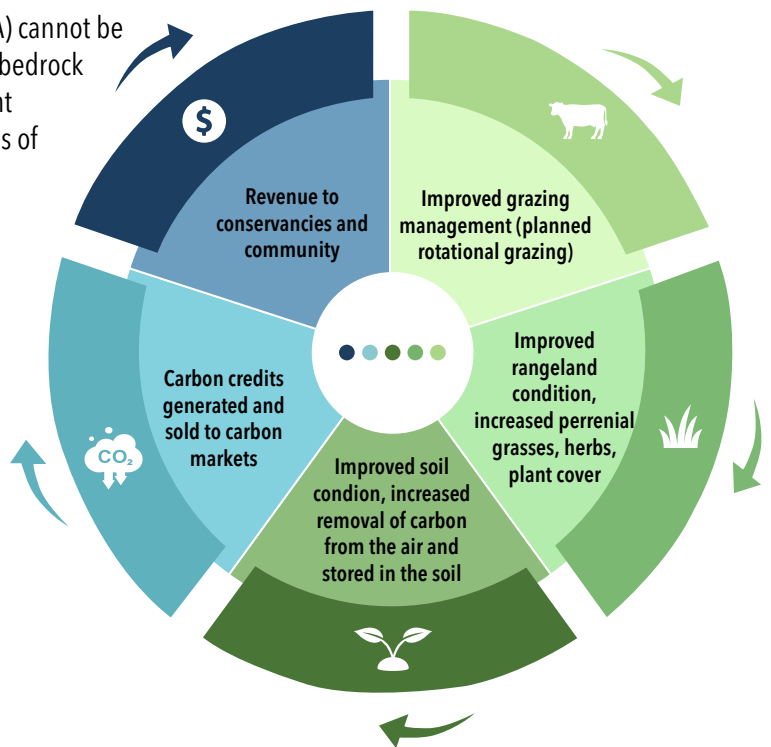 A) cannot be
bedrock
nt
s of
$
Revenue to
conservancies and
community
Improved grazing
management (planned
rotational grazing)
Improved
rangeland
condition,
increased perrenial
grasses, herbs,
plant cover
Improved soil
condion, increased
removal of carbon
from the air and
stored in the soil
Carbon credits
generated and
sold to carbon
markets
CO₂